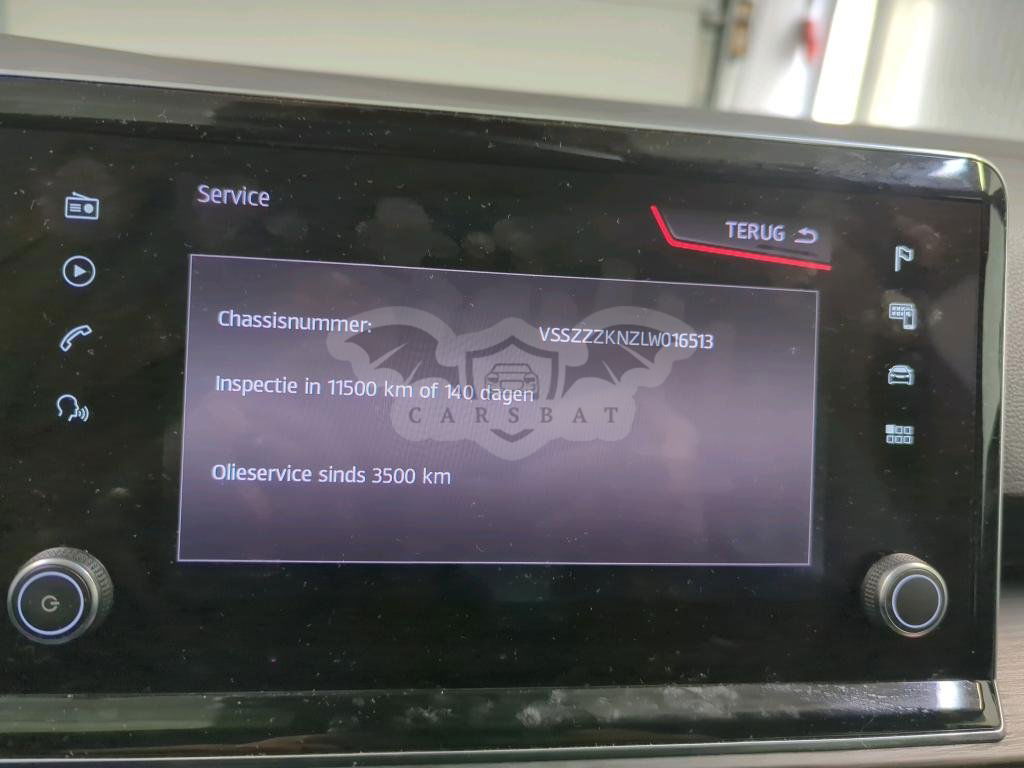 Service
TERUG
Chassisnummer:
VSSZZZKNZLW016513
Inspectie in 11500 km of 140 dagen
CARSBAT
Olieservice sinds 3500 km